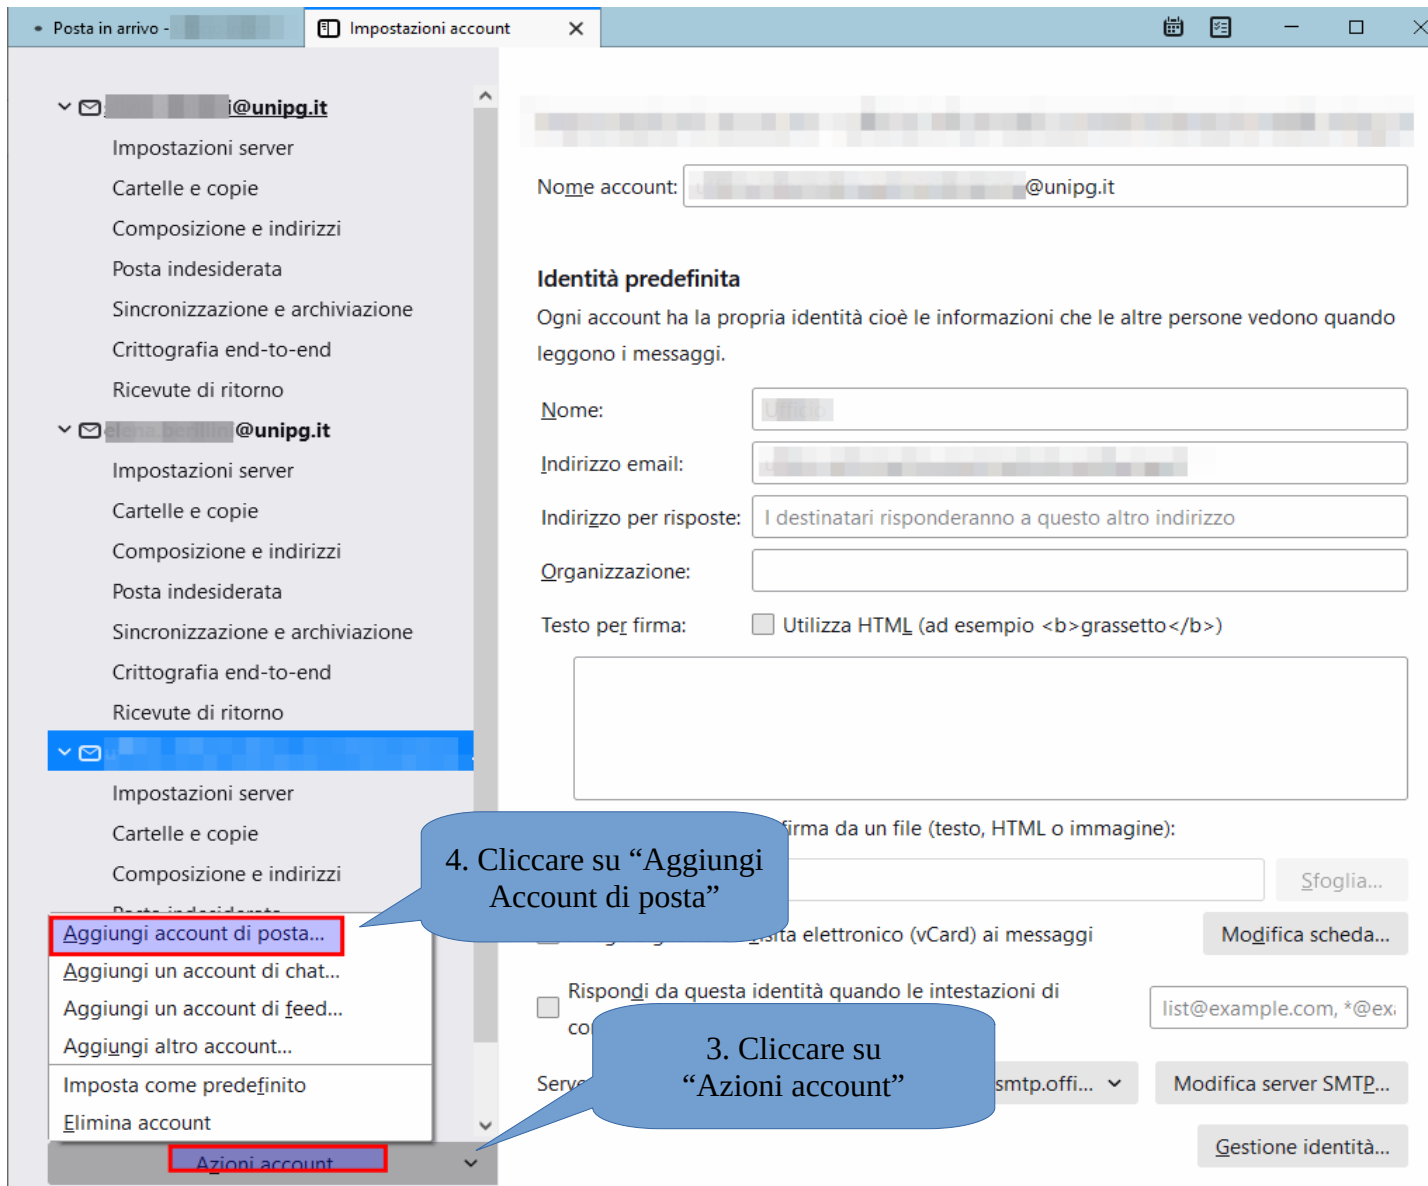 Posta in arrivo -
Impostazioni account
i@unipg.it
Impostazioni server
Cartelle e copie
Composizione e indirizzi
Posta indesiderata
Sincronizzazione e archiviazione
Crittografia end-to-end
Ricevute di ritorno
@unipg.it
Impostazioni server
Cartelle e copie
Composizione e indirizzi
Posta indesiderata
Sincronizzazione e archiviazione
Crittografia end-to-end
Ricevute di ritorno
Impostazioni server
Cartelle e copie
Composizione e indirizzi
Posta indesiderata
Aggiungi account di posta...
Aggiungi un account di chat...
Aggiungi un account di feed...
Aggiungi altro account...
Imposta come predefinito
Elimina account
Azioni account
Nome account:
@unipg.it
Identità predefinita
Ogni account ha la propria identità cioè le informazioni che le altre persone vedono quando
leggono i messaggi.
Nome:
Ufficio
Indirizzo email:
Indirizzo per risposte:
I destinatari risponderanno a questo altro indirizzo
Organizzazione:
Testo per firma:
Utilizza HTML (ad esempio <b>grassetto</b>)
firma da un file (testo, HTML o immagine):
Sfoglia...
elettronico (vCard) ai messaggi
Modifica scheda...
Rispondi da questa identità quando le intestazioni di
list@example.com, *@exa
smtp.offi...
Modifica server SMTP...
Gestione identità...
4. Cliccare su “Aggiungi
Account di posta”
3. Cliccare su
“Azioni account”